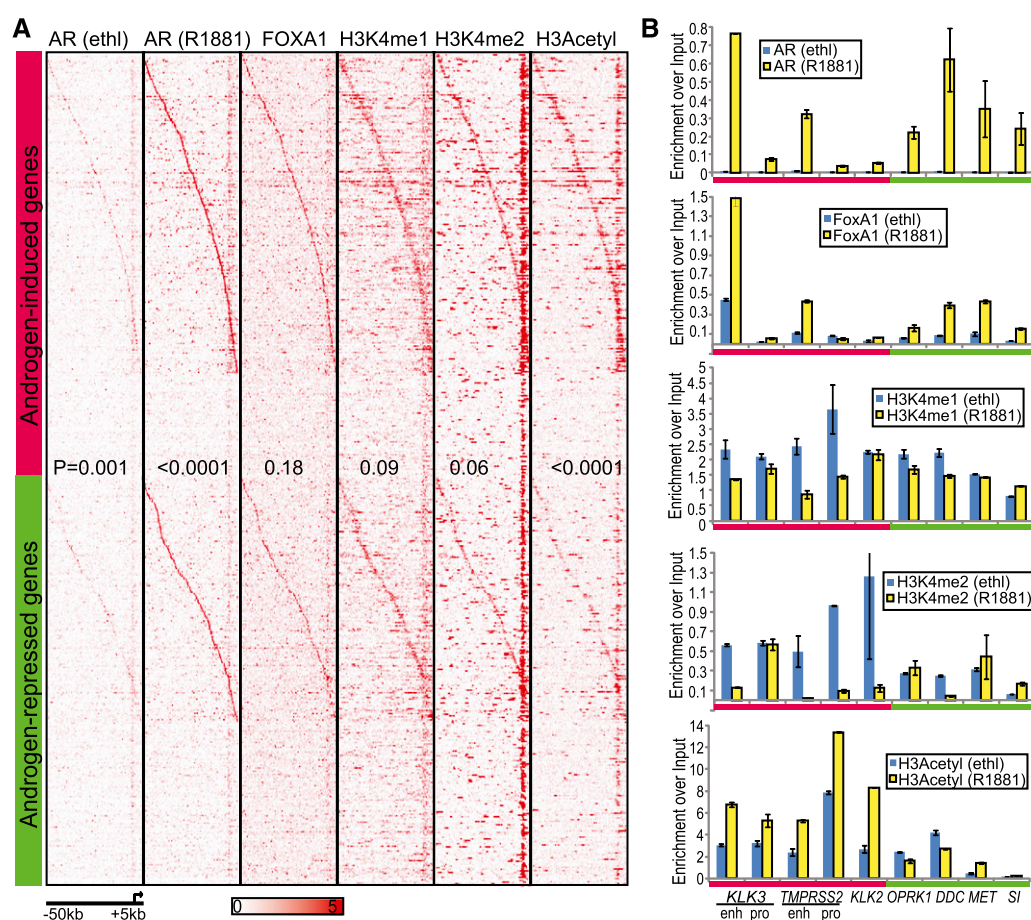 A
AR (ethl) AR (R1881) FOXA1 H3K4me1 H3K4me2 H3Acetyl
Androgen-induced genes
P=0.001 <0.0001 0.18 0.09 0.06 <0.0001
Androgen-repressed genes
-50kb +5kb
0 5
B
Enrichment over Input
0.8
0.7
0.6
0.5
0.4
0.3
0.2
0.1
0
AR (ethl)
AR (R1881)
Enrichment over Input
1.5
1.3
1.1
0.9
0.7
0.5
0.3
0.1
FoxA1 (ethl)
FoxA1 (R1881)
Enrichment over Input
5
4.5
4
3.5
3
2.5
2
1.5
1
0.5
0
H3K4me1 (ethl)
H3K4me1 (R1881)
Enrichment over Input
1.5
1.3
1.1
0.9
0.7
0.5
0.3
0.1
H3K4me2 (ethl)
H3K4me2 (R1881)
Enrichment over Input
14
12
10
8
6
4
2
0
H3Acetyl (ethl)
H3Acetyl (R1881)
KLK3 TMPRSS2 KLK2 OPRK1 DDC MET SI
enh pro enh pro